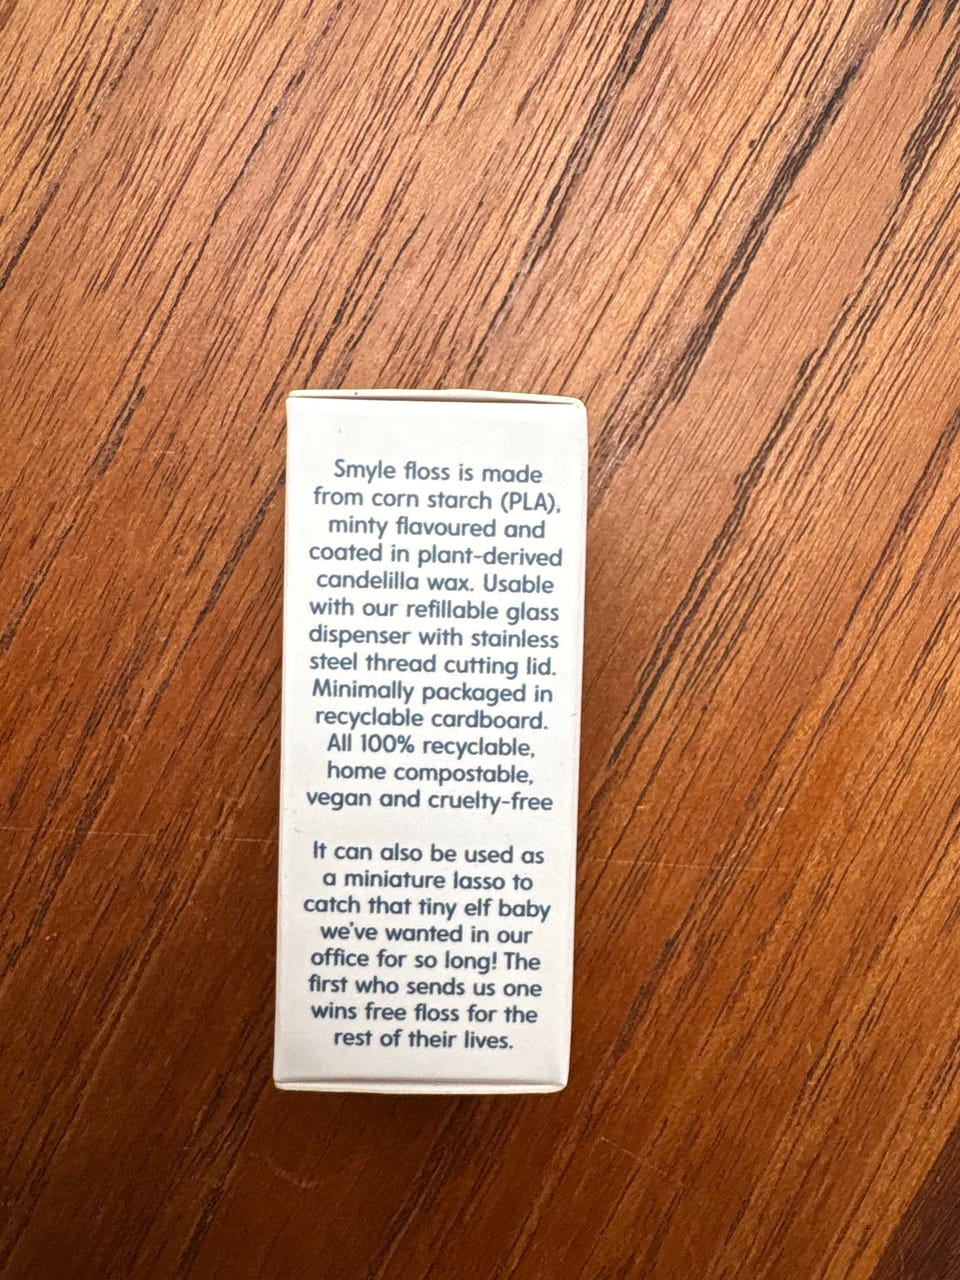 Smyle floss is made
from corn starch (PLA),
minty flavoured and
coated in plant-derived
candelilla wax. Usable
with our refillable glass
dispenser with stainless
steel thread cutting lid.
Minimally packaged in
recyclable cardboard.
All 100% recyclable,
home compostable,
vegan and cruelty-free
It can also be used as
a miniature lasso to
catch that tiny elf baby
we've wanted in our
office for so long! The
first who sends us one
wins free floss for the
rest of their lives.